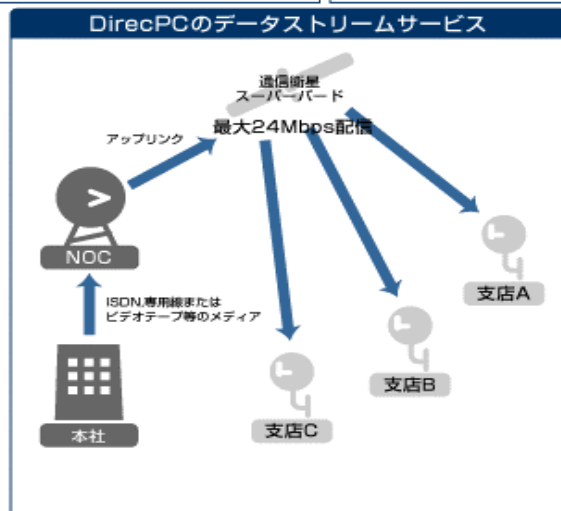 DirecPCのデータストリームサービス
通信衛星
スーパーバード
最大24Mbps配信
アップリンク
NOC
支店A
ISDN,専用線または
ビデオテープ等のメディア
支店B
本社
支店C